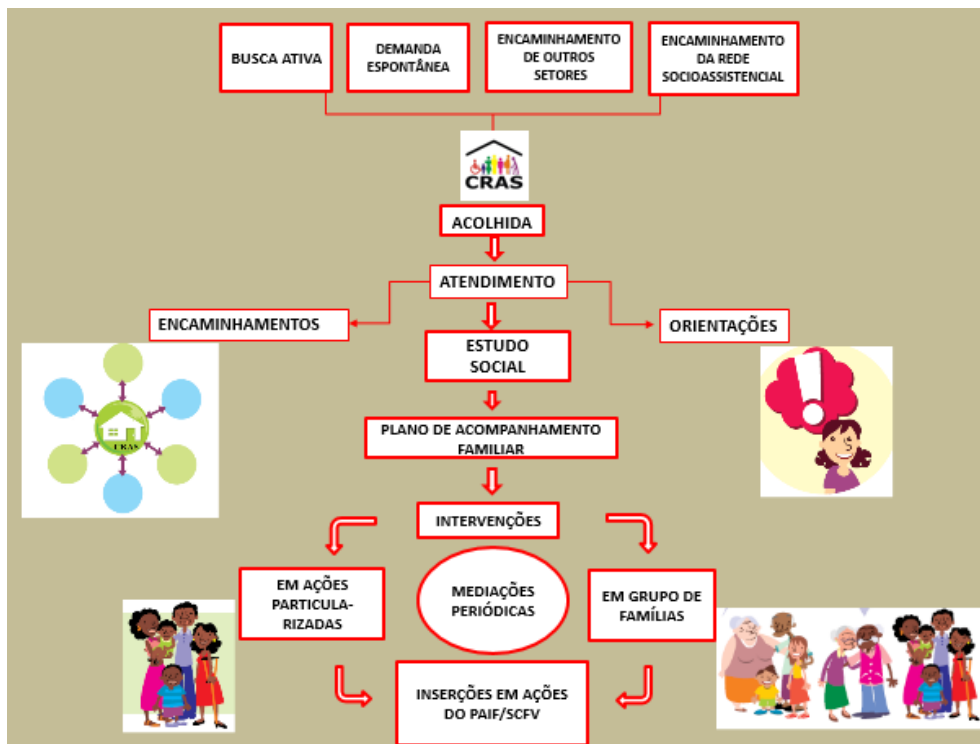 BUSCA ATIVA
DEMANDA
ESPONTÂNEA
ENCAMINHAMENTO
DE OUTROS
SETORES
ENCAMINHAMENTO
DA REDE
SOCIOASSISTENCIAL
CRAS
ACOLHIDA
ATENDIMENTO
ENCAMINHAMENTOS
ORIENTAÇÕES
ESTUDO
SOCIAL
CRAS
PLANO DE ACOMPANHAMENTO
FAMILIAR
INTERVENÇÕES
EM AÇÕES
PARTICULA-
RIZADAS
MEDIAÇÕES
PERIÓDICAS
EM GRUPO DE
FAMÍLIAS
INSERÇÕES EM AÇÕES
DO PAIF/SCFV